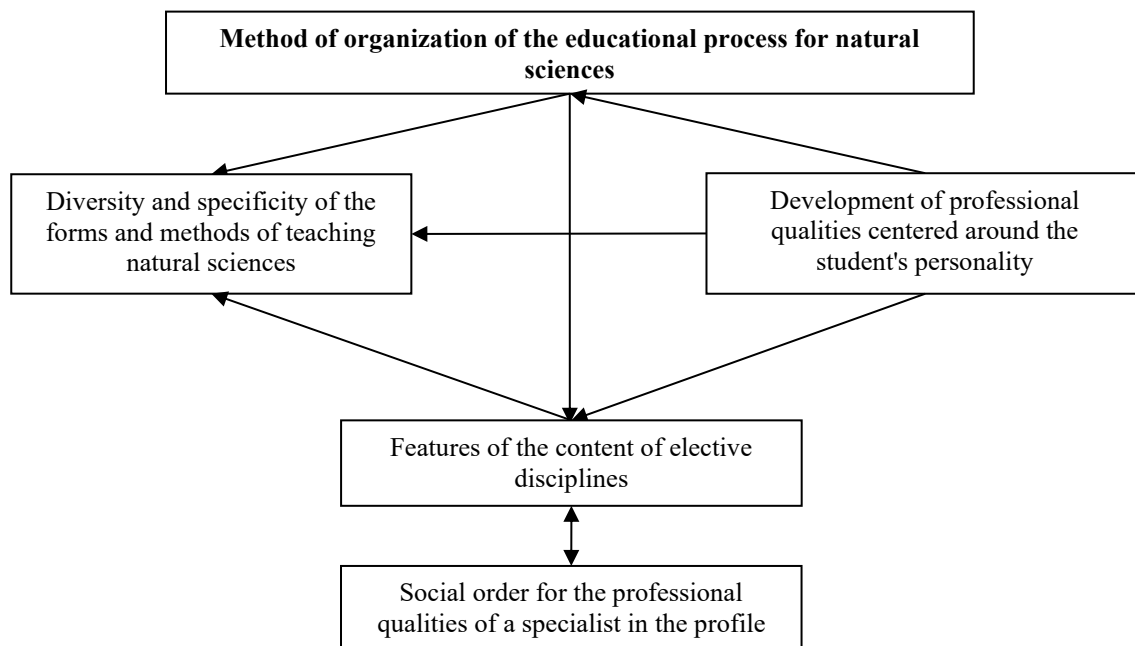 Method of organization of the educational process for natural
sciences
Diversity and specificity of the
forms and methods of teaching
natural sciences
Development of professional
qualities centered around the
student's personality
Features of the content of elective
disciplines
Social order for the professional
qualities of a specialist in the profile